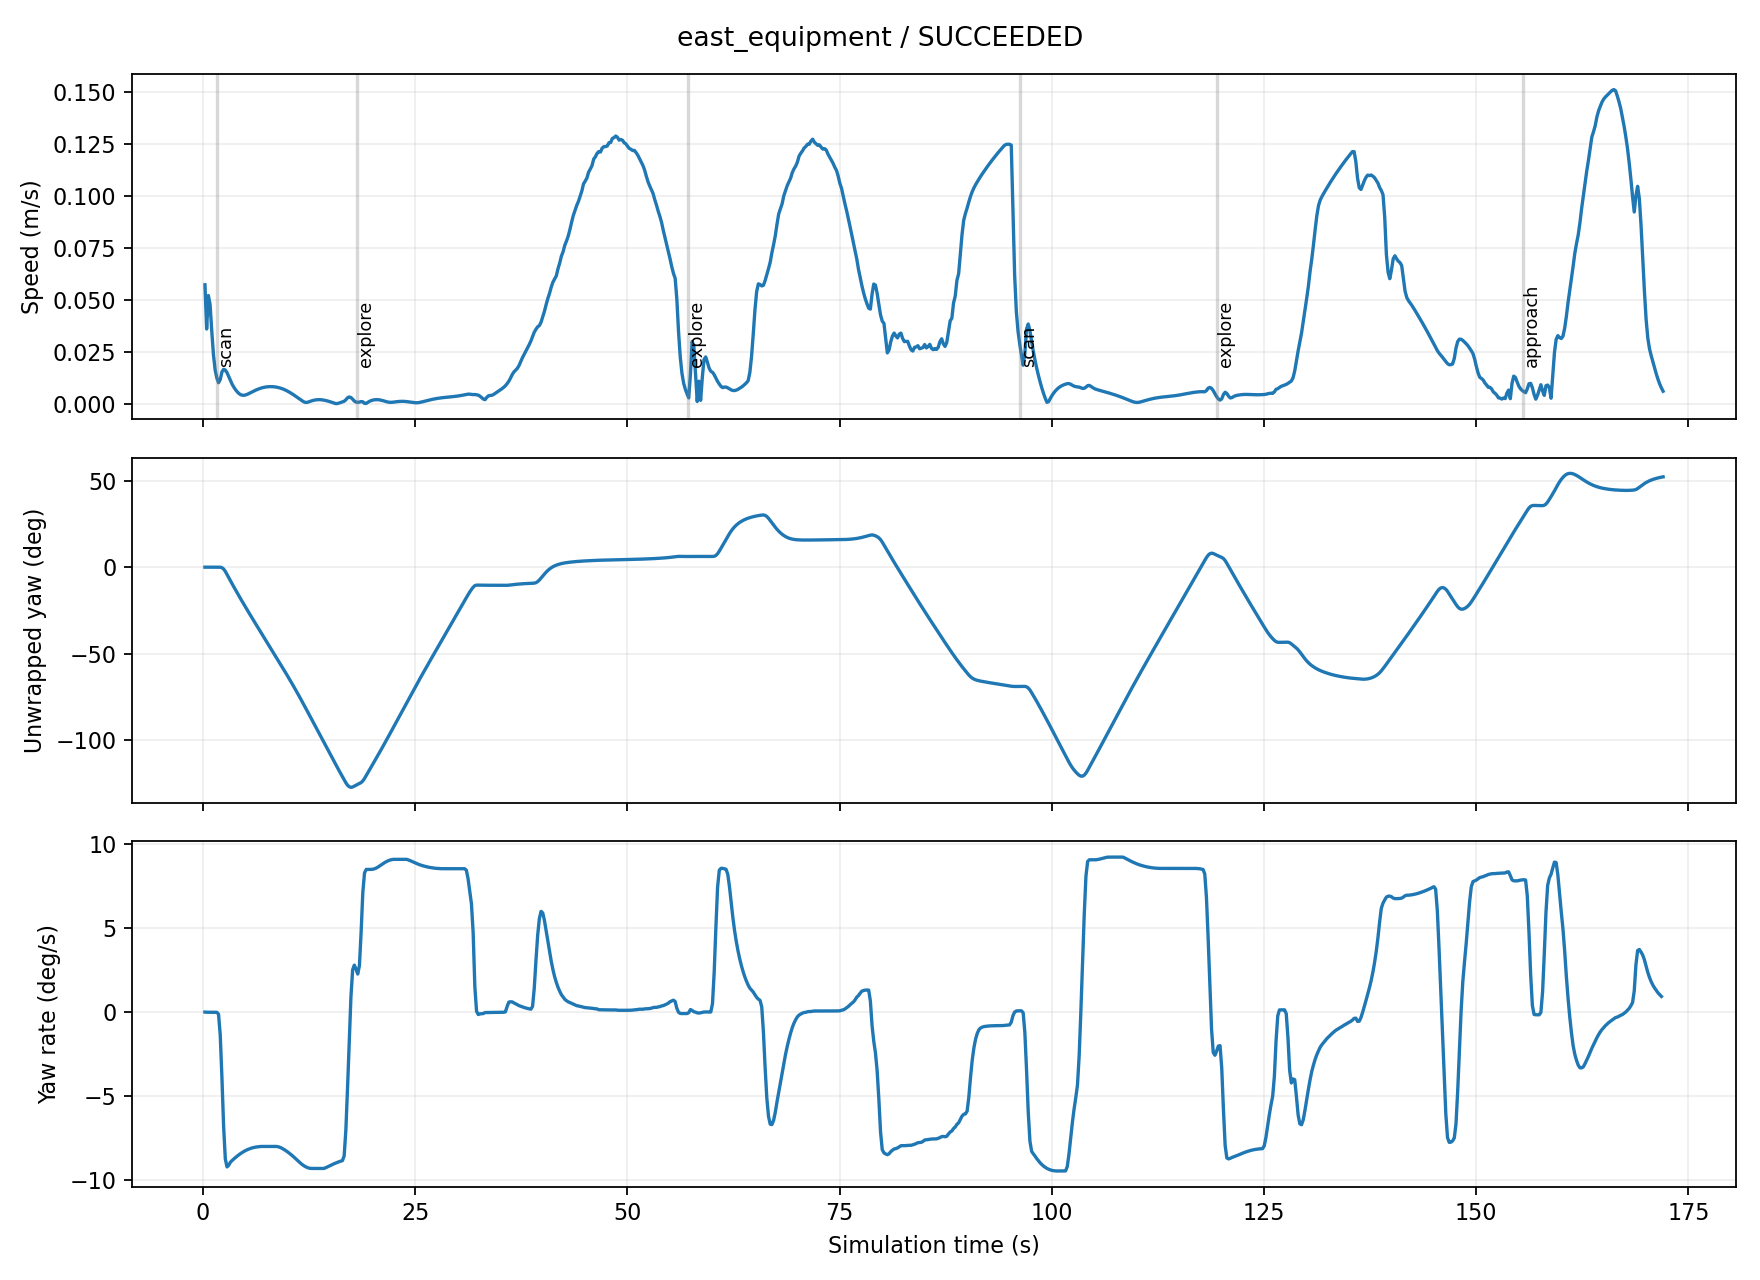 east_equipment / SUCCEEDED
Speed (m/s)
0.150
0.125
0.100
0.075
0.050
0.025
0.000
scan
explore
explore
scan
explore
approach
Unwrapped yaw (deg)
50
0
−50
−100
Yaw rate (deg/s)
10
5
0
−5
−10
0 25 50 75 100 125 150 175
Simulation time (s)